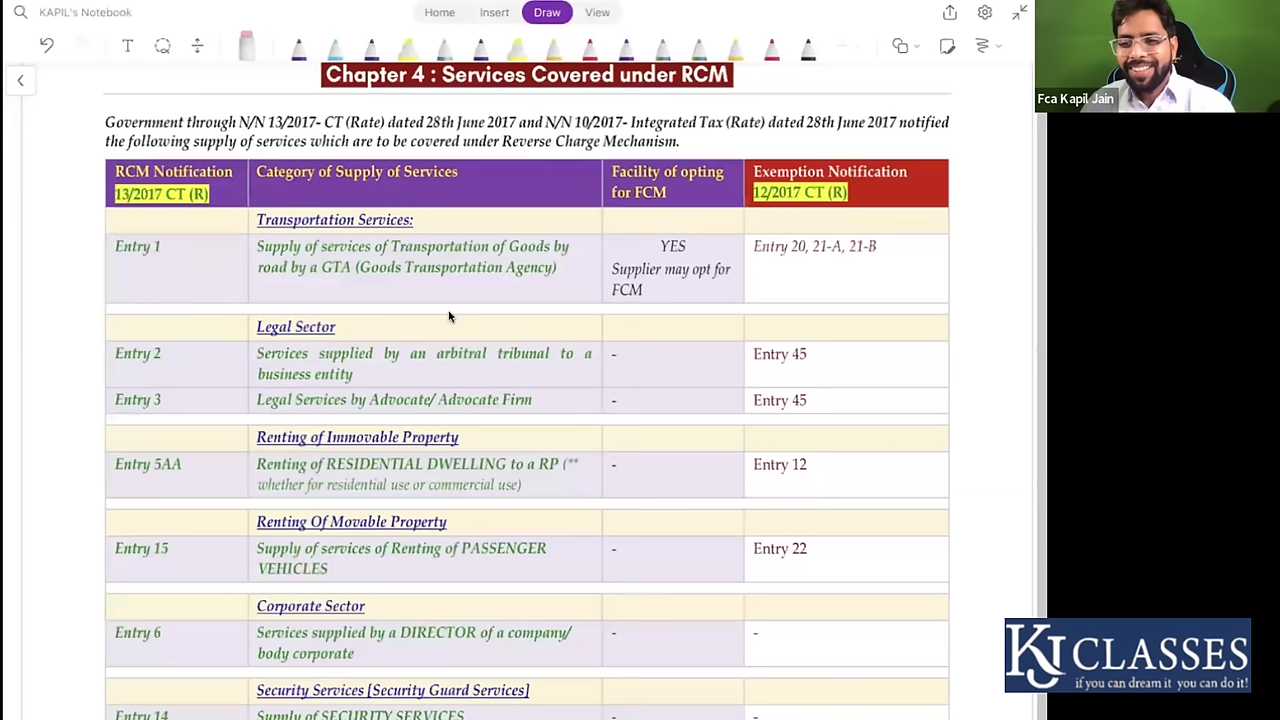 KAPIL's Notebook
Home
Insert
Draw
View
Fca Kapil Jain
Chapter 4 : Services Covered under RCM
Government through N/N 13/2017- CT (Rate) dated 28th June 2017 and N/N 10/2017- Integrated Tax (Rate) dated 28th June 2017 notified
the following supply of services which are to be covered under Reverse Charge Mechanism.
RCM Notification
13/2017 CT (R)
Category of Supply of Services
Facility of opting
for FCM
Exemption Notification
12/2017 CT (R)
Transportation Services:
Entry 1
Supply of services of Transportation of Goods by
road by a GTA (Goods Transportation Agency)
YES
Supplier may opt for
FCM
Entry 20, 21-A, 21-B
Legal Sector
Entry 2
Services supplied by an arbitral tribunal to a
business entity
-
Entry 45
Entry 3
Legal Services by Advocate/ Advocate Firm
-
Entry 45
Renting of Immovable Property
Entry 5AA
Renting of RESIDENTIAL DWELLING to a RP (**
whether for residential use or commercial use)
-
Entry 12
Renting Of Movable Property
Entry 15
Supply of services of Renting of PASSENGER
VEHICLES
-
Entry 22
Corporate Sector
Entry 6
Services supplied by a DIRECTOR of a company/
body corporate
-
-
Security Services [Security Guard Services]
Entry 14
Supply of SECURITY SERVICES
-
-
KJ CLASSES
if you can dream it you can do it!